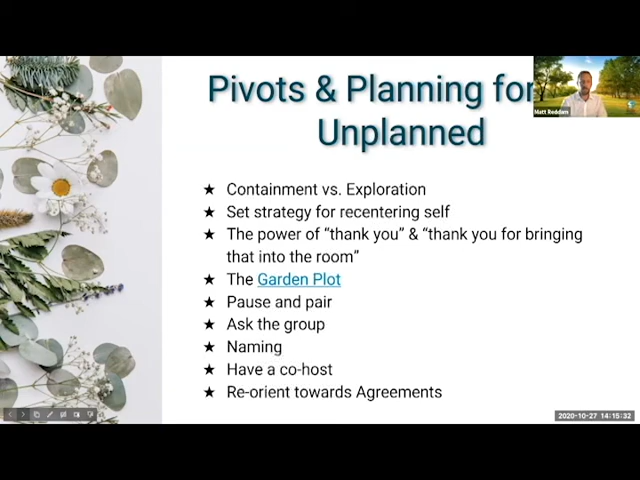 Pivots & Planning for
Unplanned
Matt Reddam
★ Containment vs. Exploration
★ Set strategy for recentering self
★ The power of “thank you” & “thank you for bringing
that into the room”
★ The Garden Plot
★ Pause and pair
★ Ask the group
★ Naming
★ Have a co-host
★ Re-orient towards Agreements
2020-10-27 14:15:32